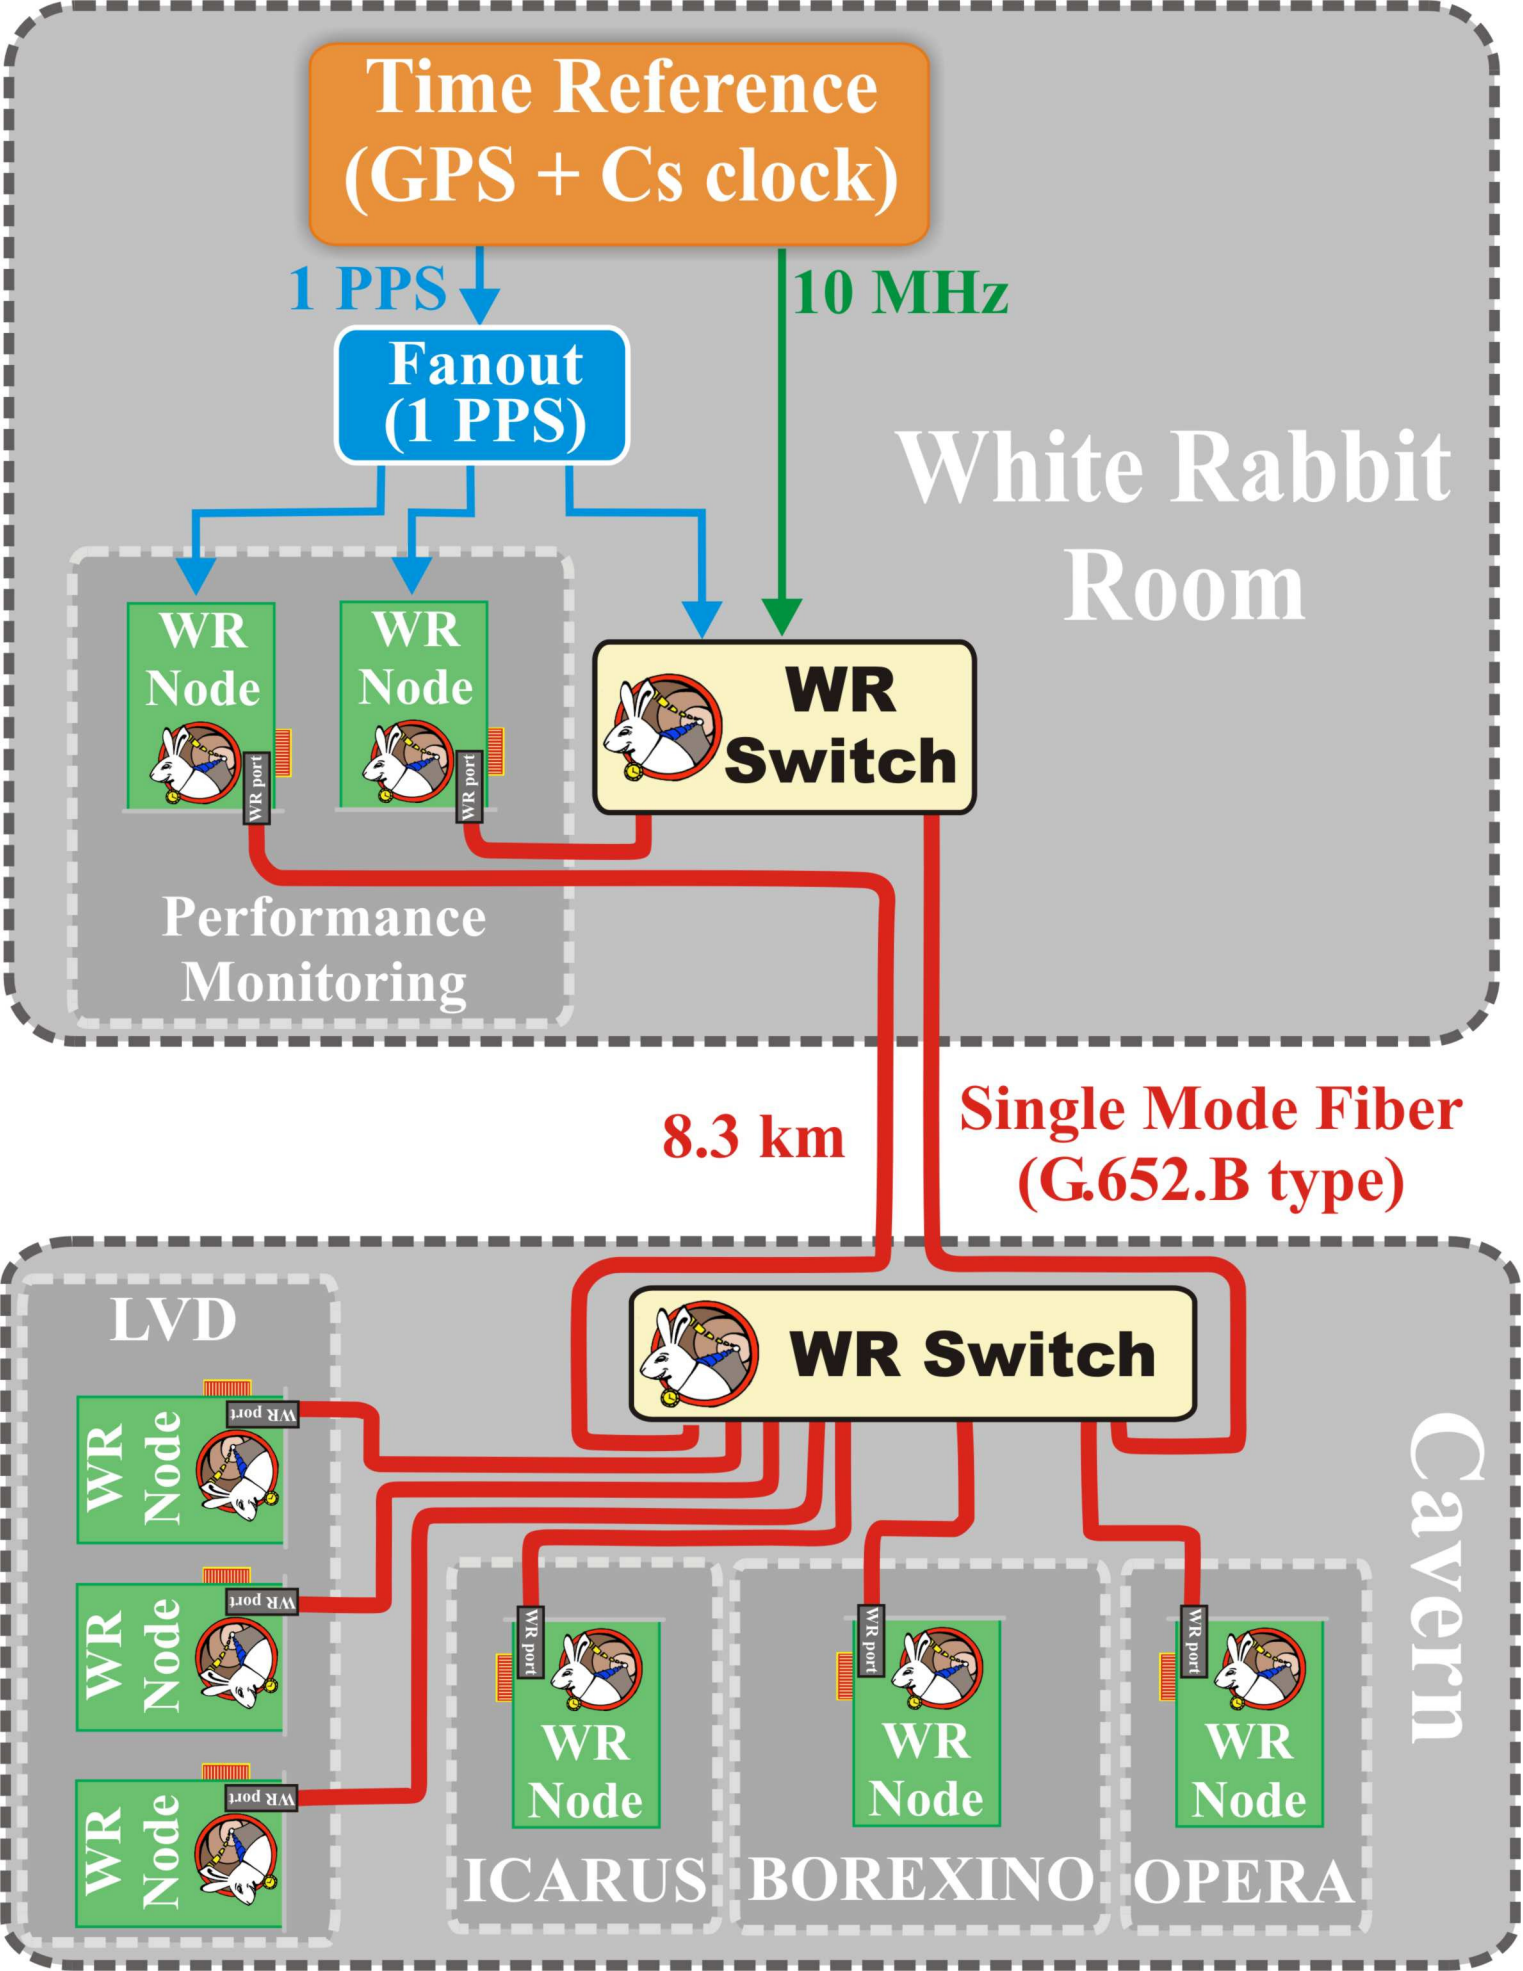 Time Reference
(GPS + Cs clock)
1 PPS
10 MHz
Fanout
(1 PPS)
White Rabbit
Room
WR
Node
WR port
WR
Node
WR port
WR
Switch
Performance
Monitoring
8.3 km
Single Mode Fiber
(G.652.B type)
LVD
WR Switch
Cavern
WR
Node
WR port
WR
Node
WR port
WR
Node
WR port
WR port
WR
Node
ICARUS
WR port
WR
Node
BOREXINO
WR port
WR
Node
OPERA